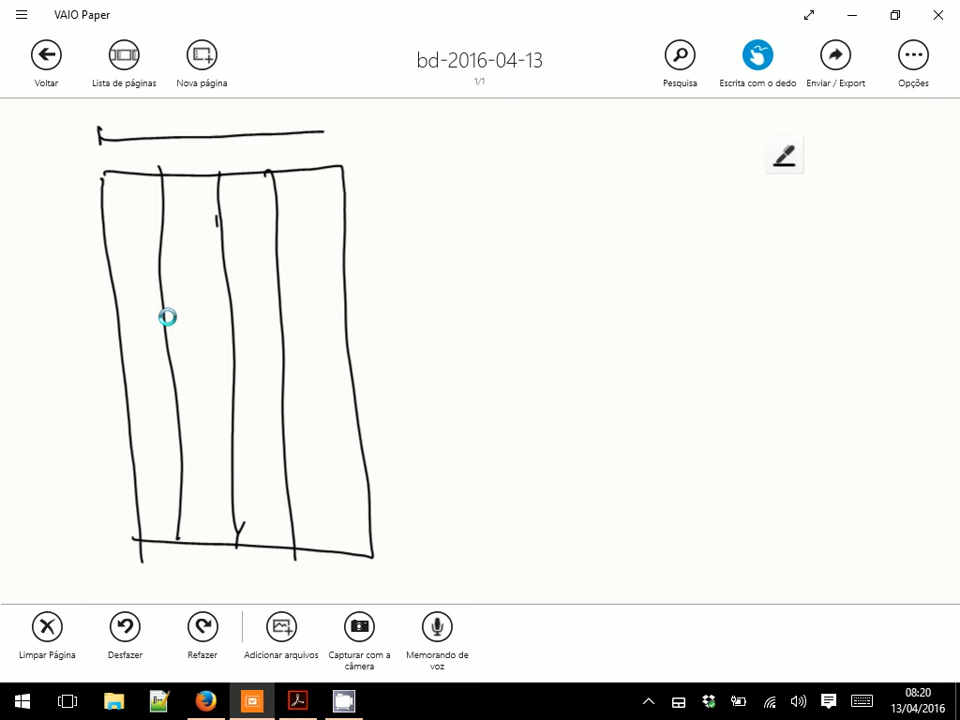 VAIO Paper
Voltar
Lista de páginas
Nova página
bd-2016-04-13
1/1
Pesquisa
Escrita com o dedo
Enviar / Export
Opções
Limpar Página
Desfazer
Refazer
Adicionar arquivos
Capturar com a
câmera
Memorando de
voz
08:20
13/04/2016